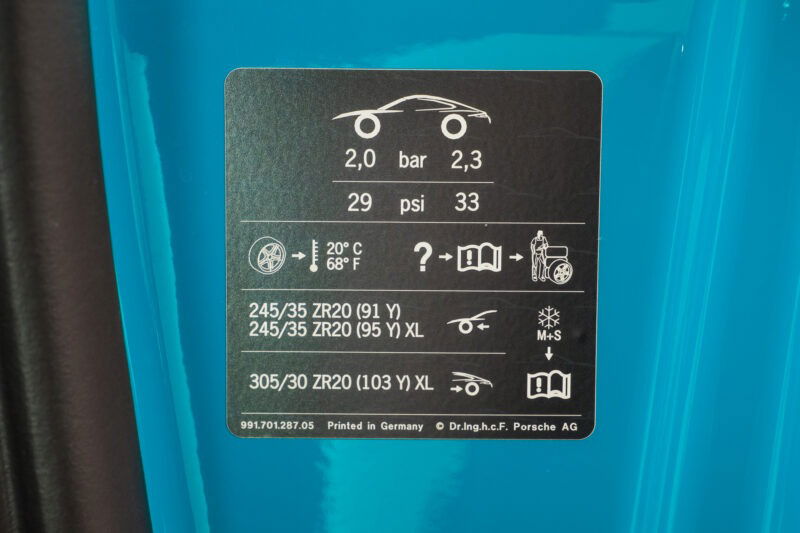 2,0 bar 2,3
29 psi 33
20° C
68° F
?
!
245/35 ZR20 (91 Y)
245/35 ZR20 (95 Y) XL
M+S
305/30 ZR20 (103 Y) XL
!
991.701.287.05 Printed in Germany © Dr.Ing.h.c.F. Porsche AG